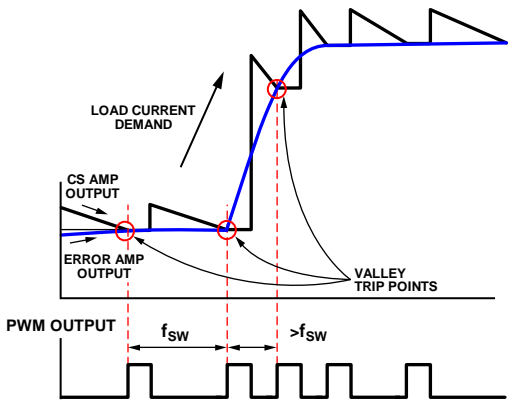 LOAD CURRENT
DEMAND
CS AMP
OUTPUT
ERROR AMP
OUTPUT
VALLEY
TRIP POINTS
PWM OUTPUT
fSW
>fSW